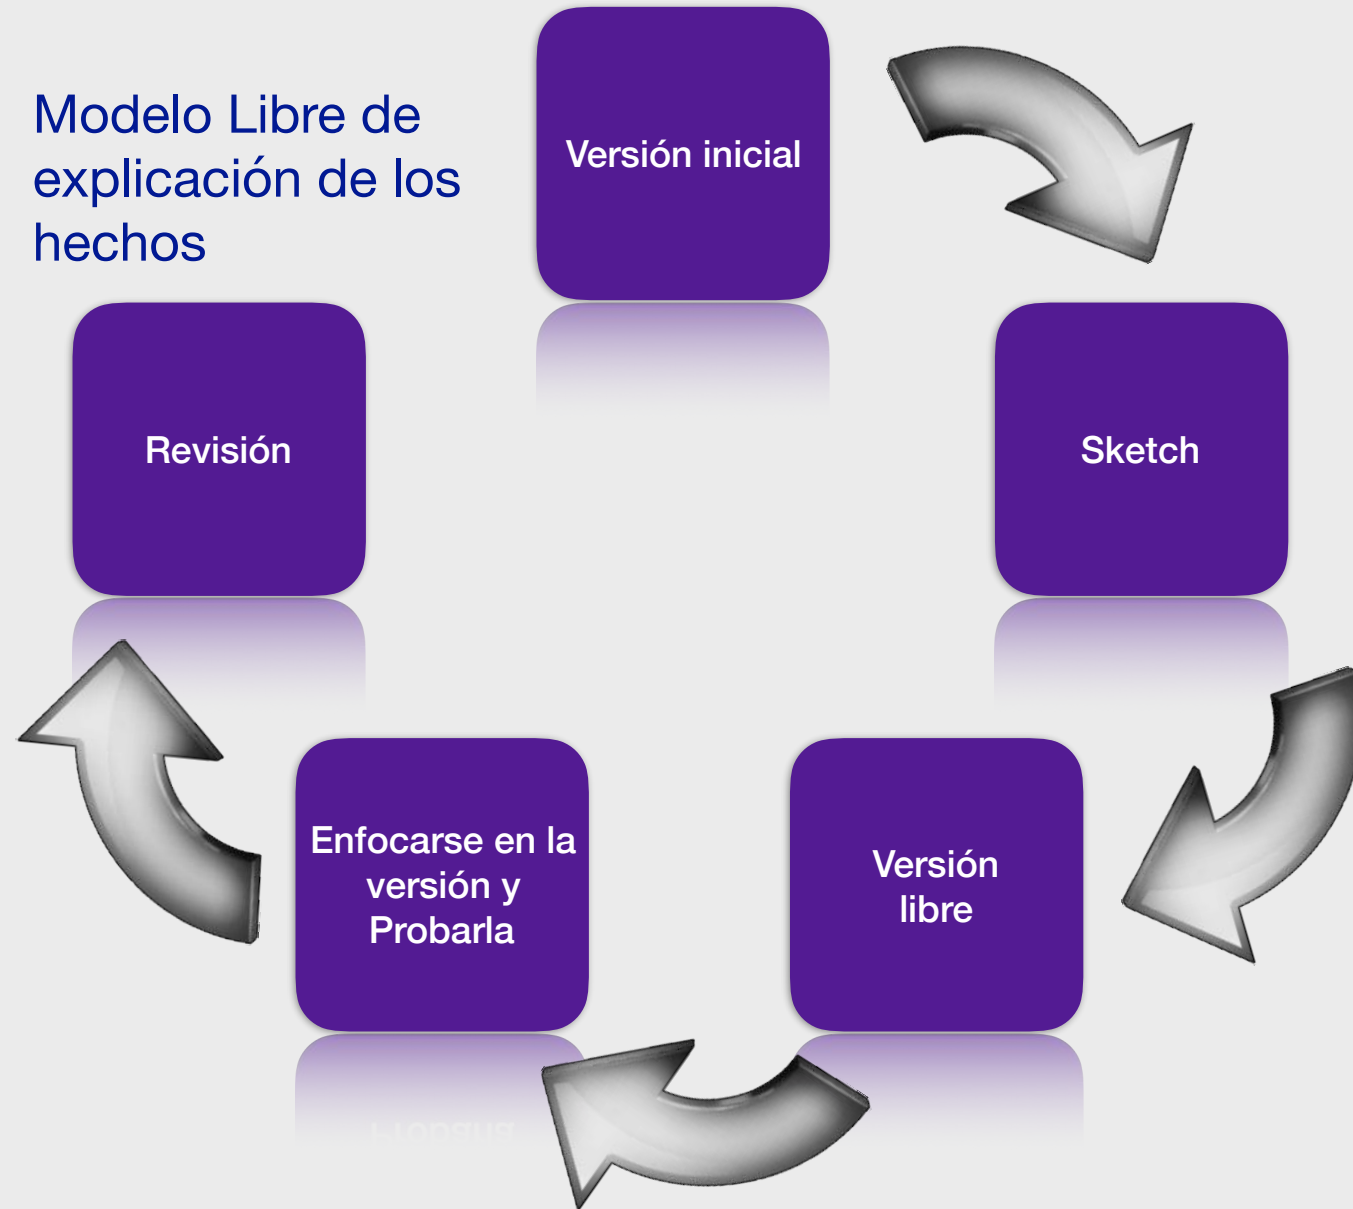 Modelo Libre de
explicación de los
hechos
Versión inicial
Sketch
Versión
libre
Enfocarse en la
versión y
Probarla
Revisión